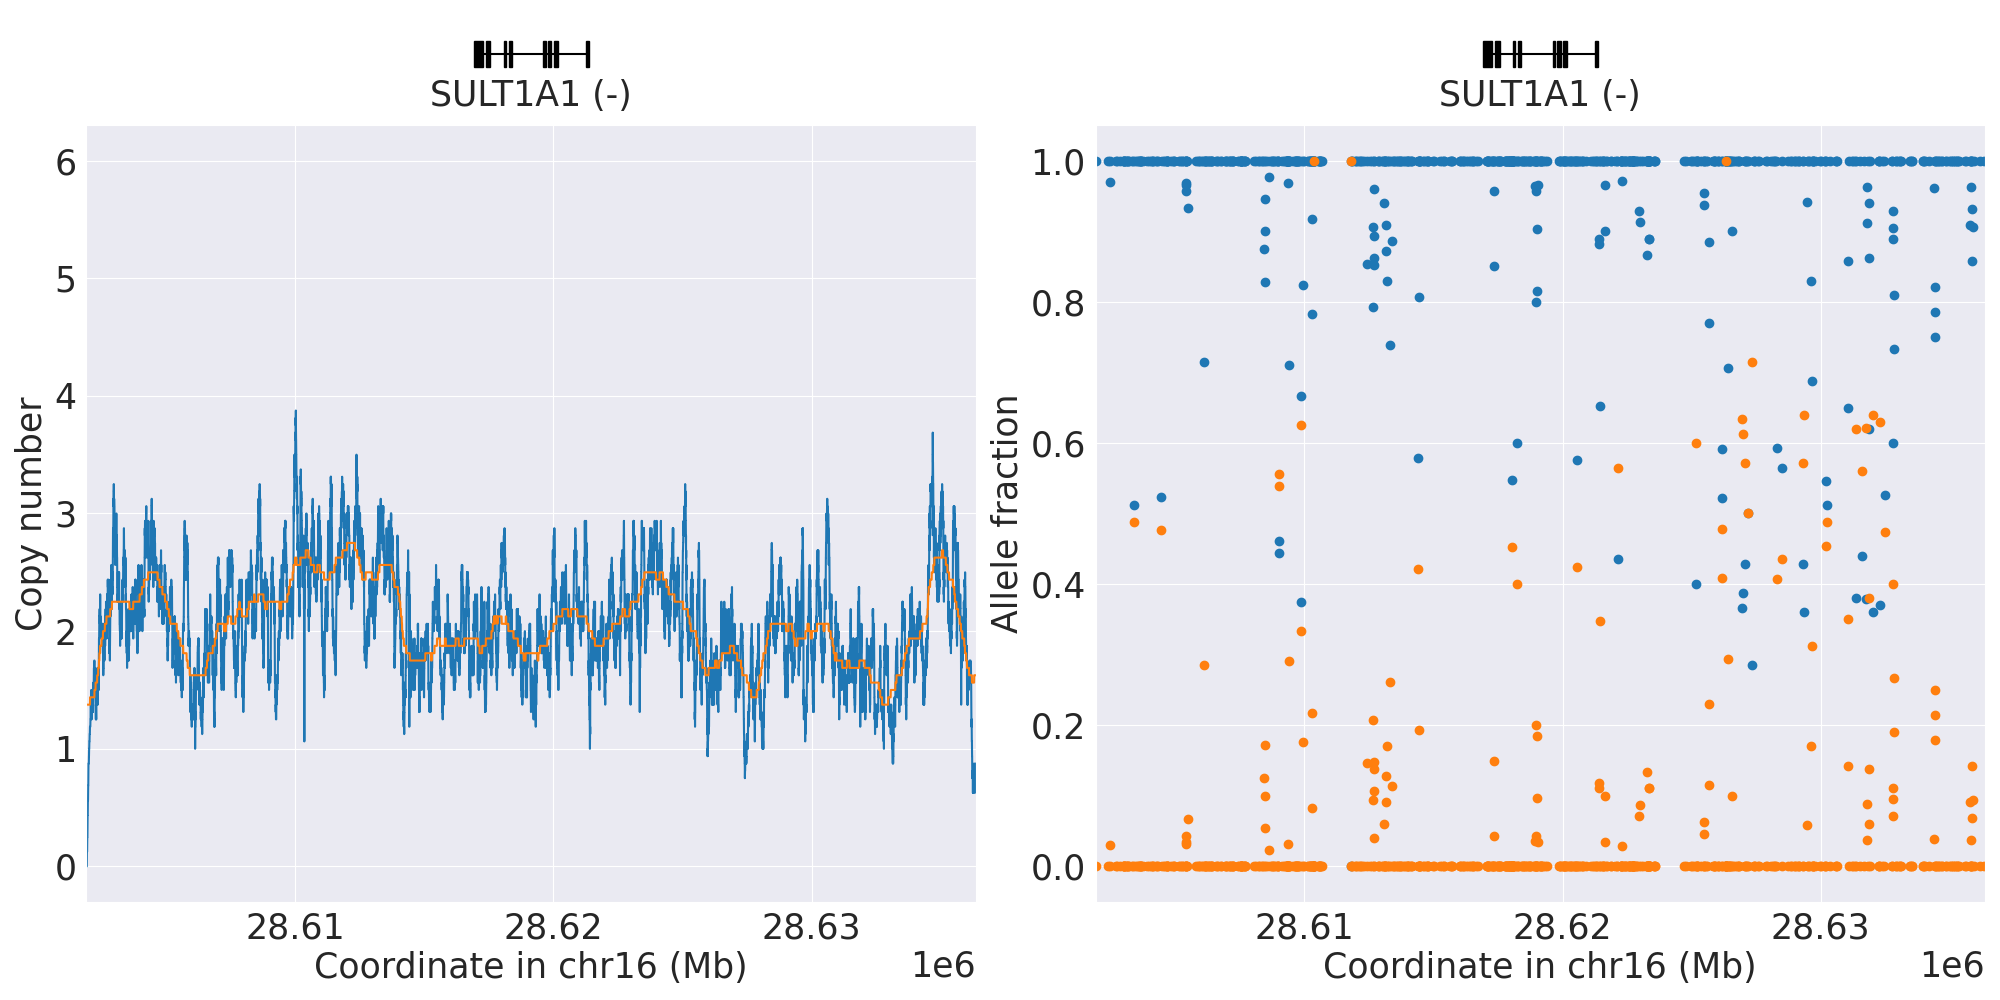 SULT1A1 (-)
6
5
4
3
2
1
0
Copy number
28.61
28.62
28.63
Coordinate in chr16 (Mb)
1e6
SULT1A1 (-)
1.0
0.8
0.6
0.4
0.2
0.0
Allele fraction
28.61
28.62
28.63
Coordinate in chr16 (Mb)
1e6